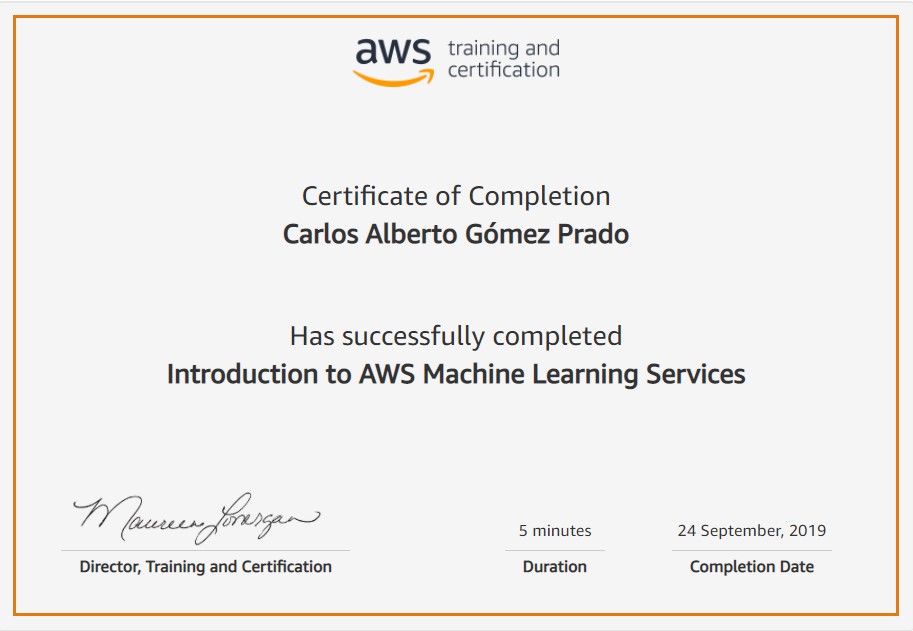 aws training and
certification
Certificate of Completion
Carlos Alberto Gómez Prado
Has successfully completed
Introduction to AWS Machine Learning Services
Maureen Lonergan
5 minutes
24 September, 2019
Director, Training and Certification
Duration
Completion Date